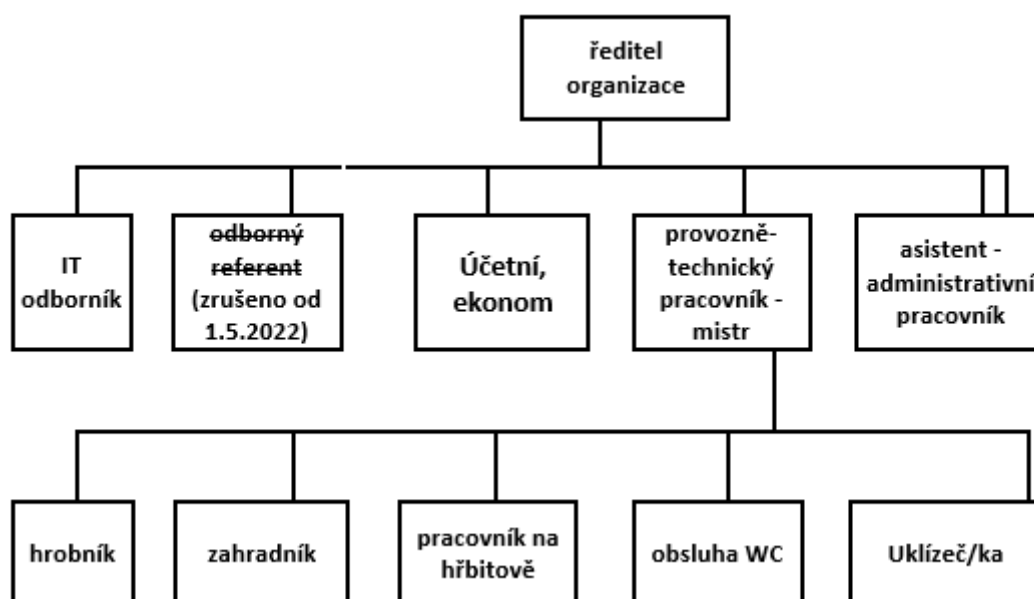 ředitel
organizace
IT
odborník
odborný
referent
(zrušeno od
1.5.2022)
Účetní,
ekonom
provozně-
technický
pracovník -
mistr
asistent -
administrativní
pracovník
hrobník
zahradník
pracovník na
hřbitově
obsluha WC
Uklízeč/ka